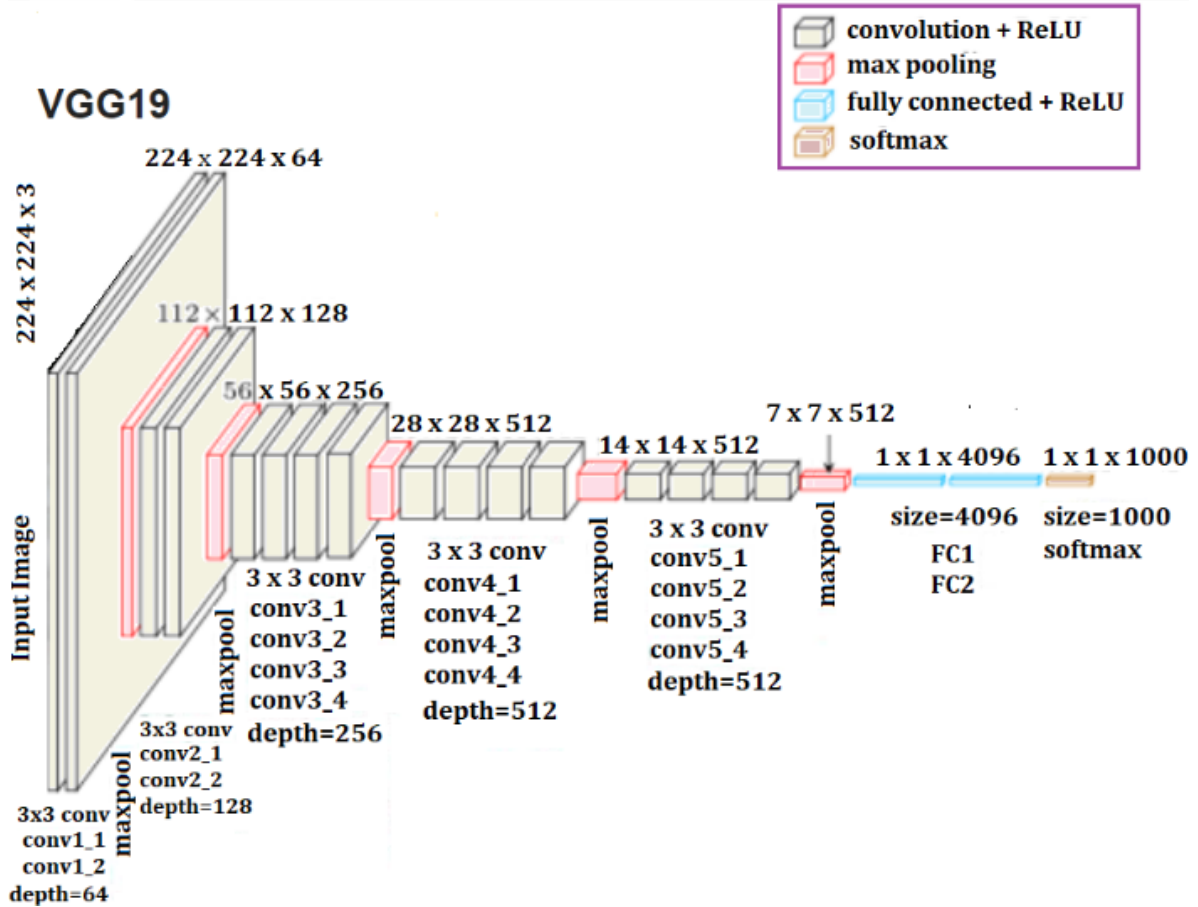 convolution + ReLU
max pooling
fully connected + ReLU
softmax
VGG19
224 x 224 x 64
224 x 224 x 3
112 × 112 x 128
56 x 56 x 256
28 x 28 x 512
14 x 14 x 512
7 x 7 x 512
1 x 1 x 4096
1 x 1 x 1000
Input Image
3x3 conv
conv1_1
conv1_2
depth=64
maxpool
3x3 conv
conv2_1
conv2_2
depth=128
maxpool
3 x 3 conv
conv3_1
conv3_2
conv3_3
conv3_4
depth=256
maxpool
3 x 3 conv
conv4_1
conv4_2
conv4_3
conv4_4
depth=512
maxpool
3 x 3 conv
conv5_1
conv5_2
conv5_3
conv5_4
depth=512
maxpool
size=4096
FC1
FC2
size=1000
softmax